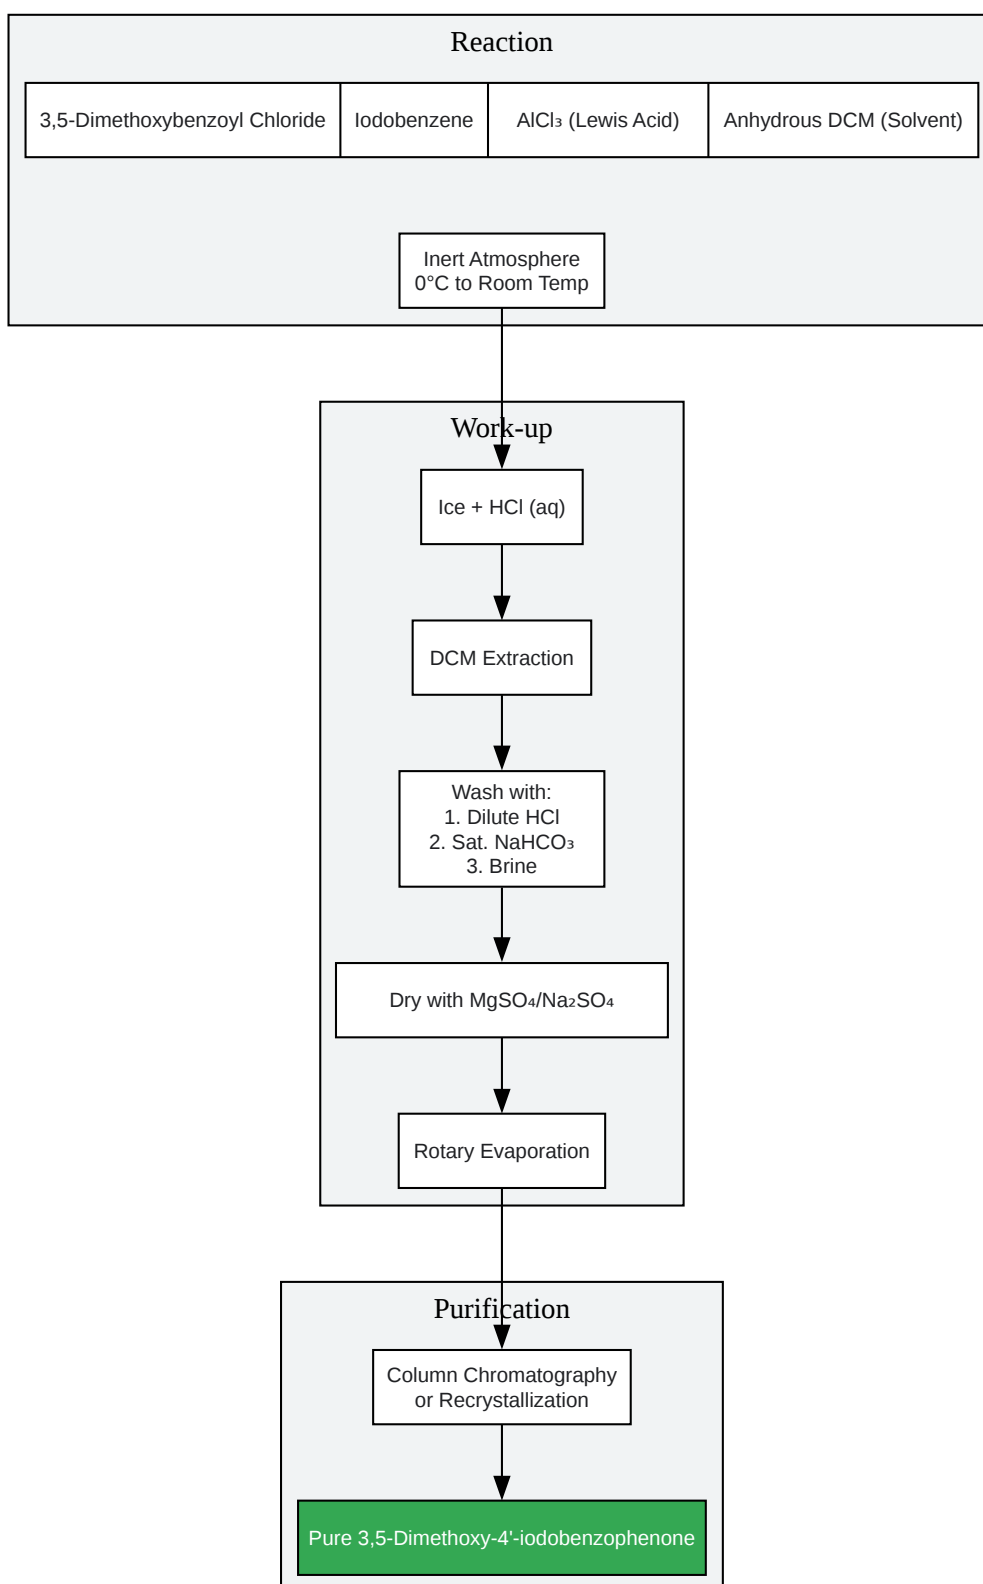 Reaction
3,5-Dimethoxybenzoyl Chloride
Iodobenzene
AlCl₃ (Lewis Acid)
Anhydrous DCM (Solvent)
Inert Atmosphere
0°C to Room Temp
Work-up
Ice + HCl (aq)
DCM Extraction
Wash with:
1. Dilute HCl
2. Sat. NaHCO₃
3. Brine
Dry with MgSO₄/Na₂SO₄
Rotary Evaporation
Purification
Column Chromatography
or Recrystallization
Pure 3,5-Dimethoxy-4'-iodobenzophenone